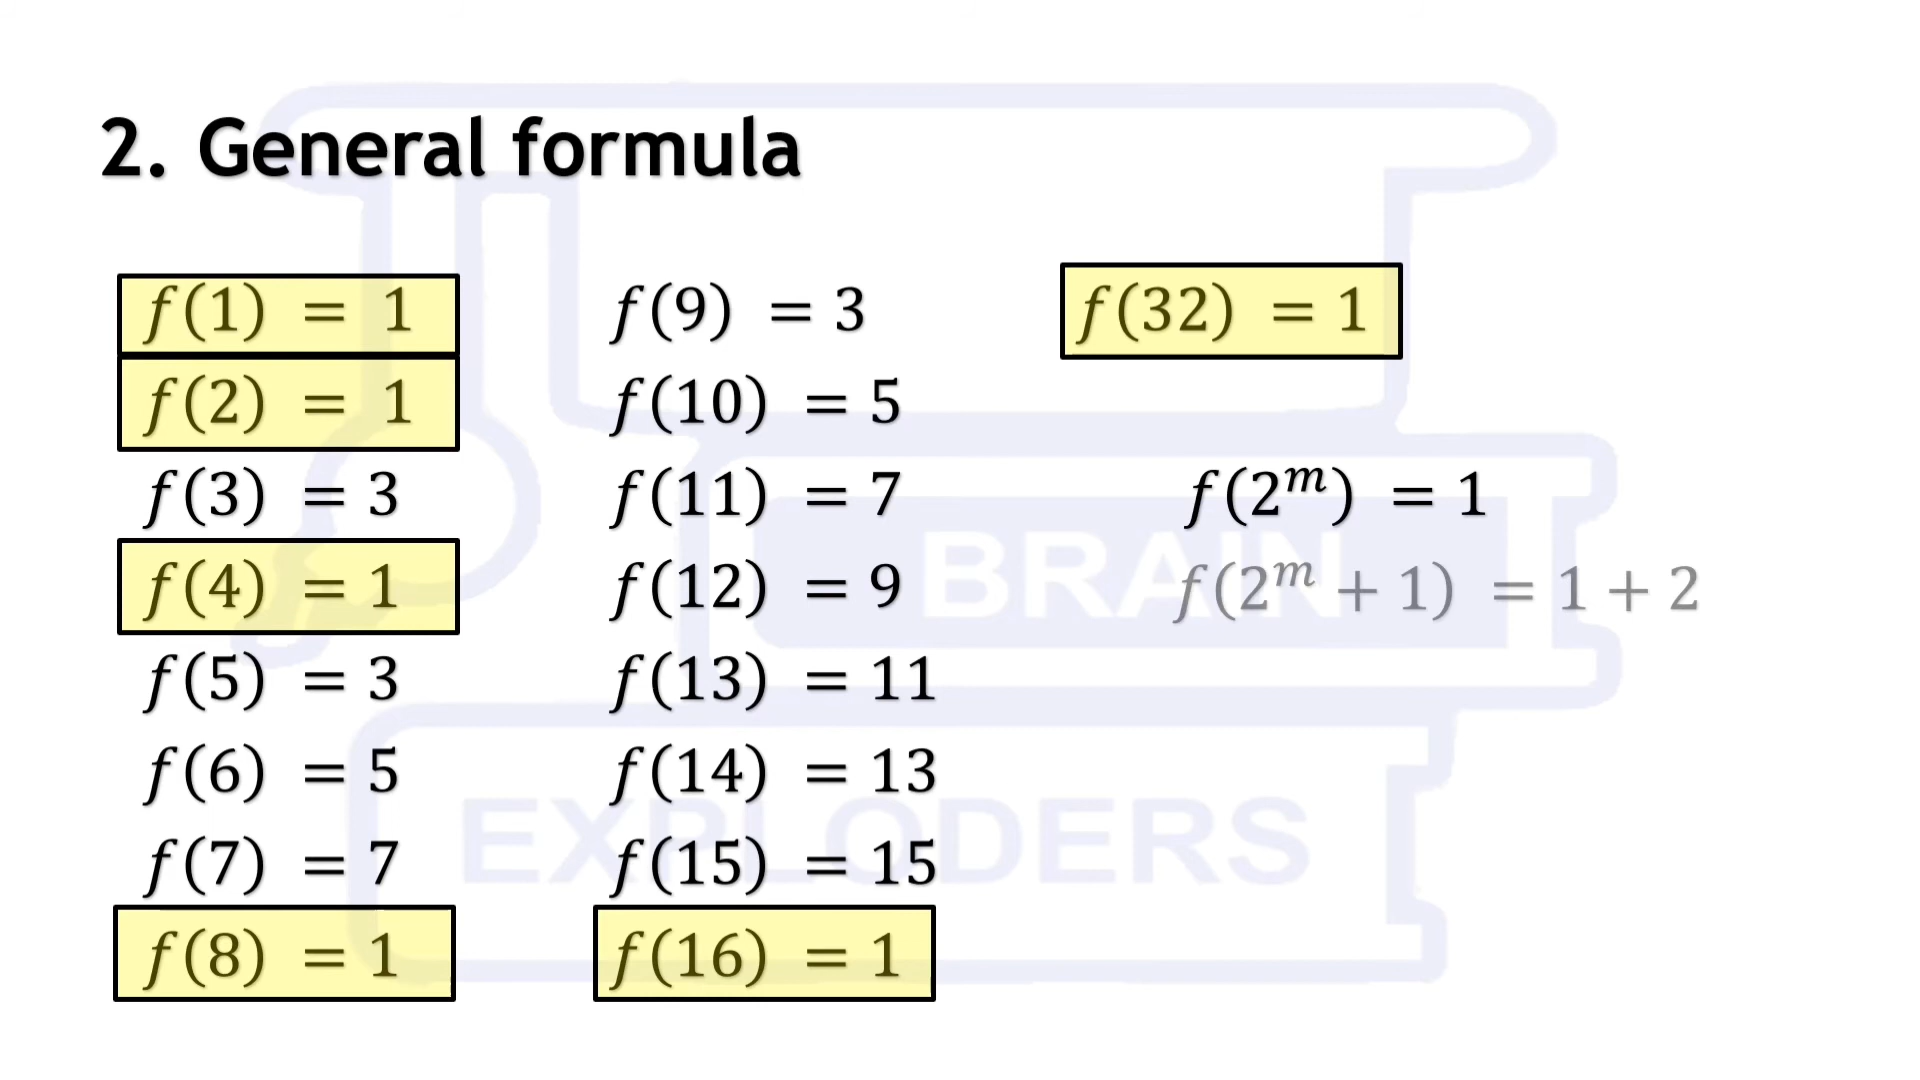 2. General formula
f(1) = 1
f(2) = 1
f(3) = 3
f(4) = 1
f(5) = 3
f(6) = 5
f(7) = 7
f(8) = 1
f(9) = 3
f(10) = 5
f(11) = 7
f(12) = 9
f(13) = 11
f(14) = 13
f(15) = 15
f(16) = 1
f(32) = 1
f(2^m) = 1
f(2^m + 1) = 1 + 2
BRAIN
EXPLODERS